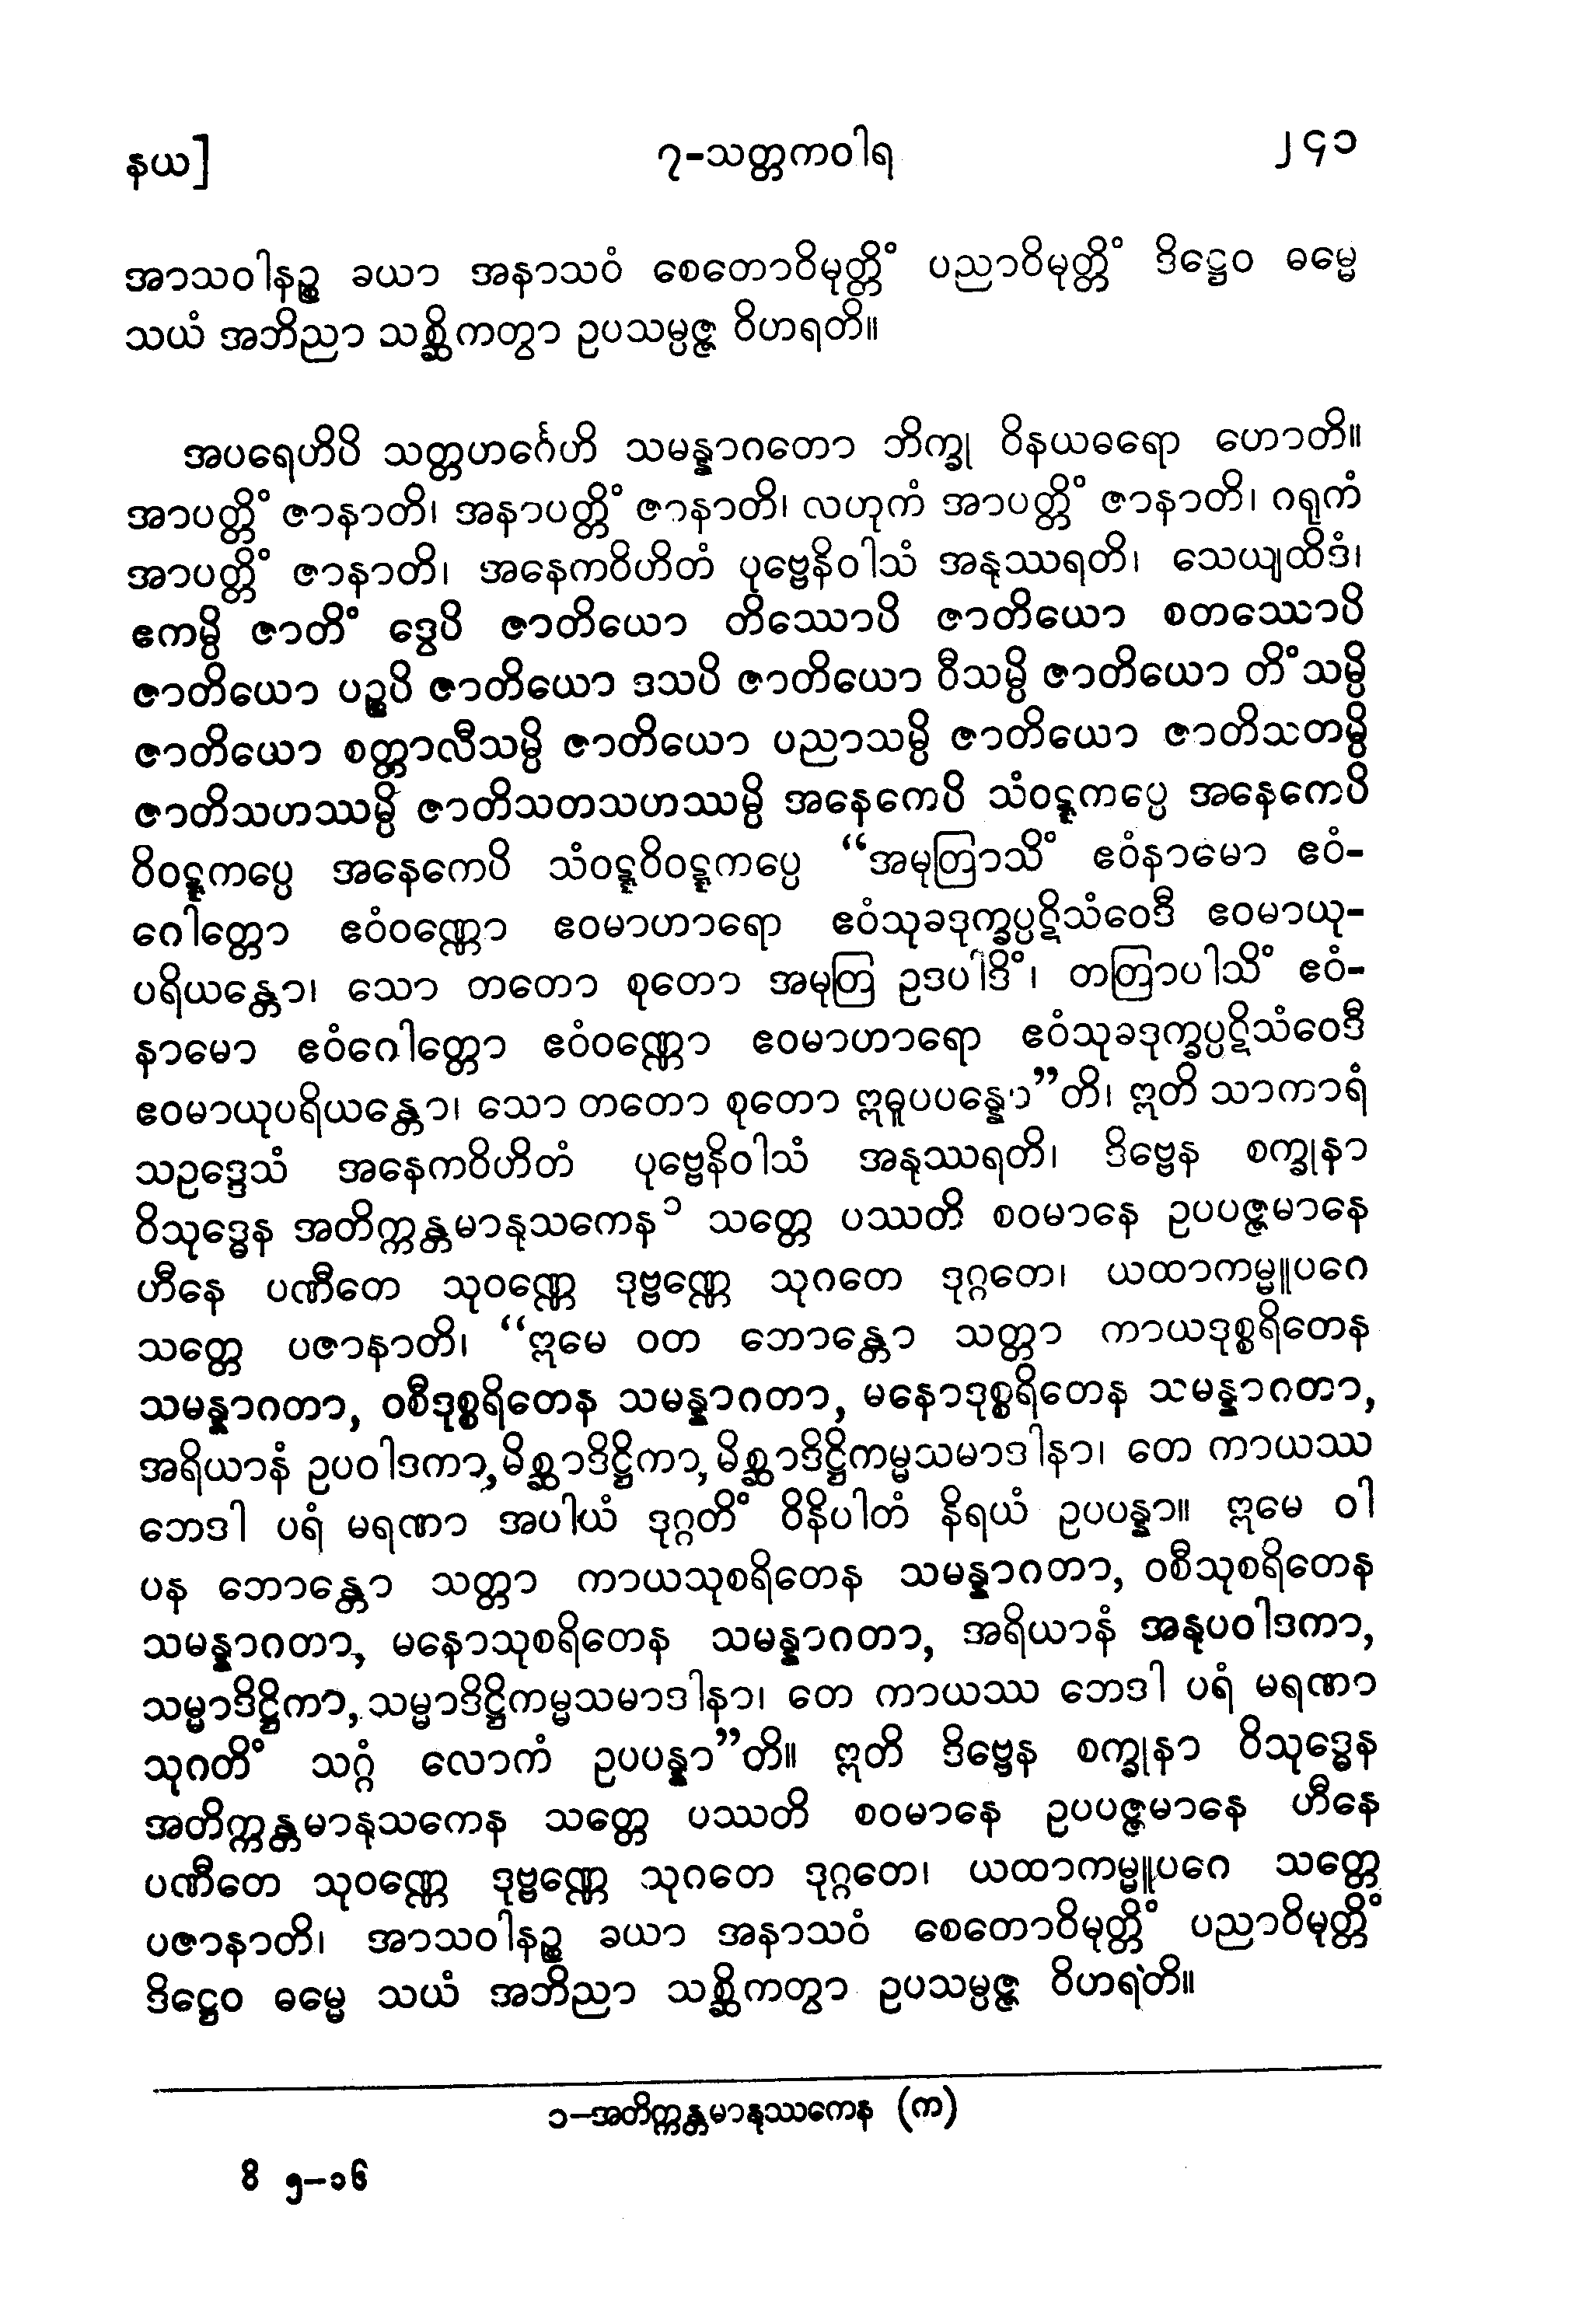 နယ]
၇-သတ္တကဝါရ
၂၄၁
အာသဝါနဉ္စ ခယာ အနာသဝံ စေတောဝိမုတ္တိံ ပညာဝိမုတ္တိံ ဒိဋ္ဌေဝ ဓမ္မေ
သယံ အဘိညာ သစ္ဆိကတွာ ဥပသမ္ပဇ္ဇ ဝိဟရတိ။
အပရေဟိပိ သတ္တဟင်္ဂေဟိ သမန္နာဂတော ဘိက္ခု ဝိနယဓရော ဟောတိ။
အာပတ္တိံ ဇာနာတိ၊ အနာပတ္တိံ ဇာနာတိ၊ လဟုကံ အာပတ္တိံ ဇာနာတိ၊ ဂရုကံ
အာပတ္တိံ ဇာနာတိ၊ အနေကဝိဟိတံ ပုဗ္ဗေနိဝါသံ အနုဿရတိ၊ သေယျထိဒံ၊
ဧကမ္ပိ ဇာတိံ ဒွေပိ ဇာတိယော တိဿောပိ ဇာတိယော စတဿောပိ
ဇာတိယော ပဉ္စပိ ဇာတိယော ဒသပိ ဇာတိယော ဝီသမ္ပိ ဇာတိယော တိံသမ္ပိ
ဇာတိယော စတ္တာလီသမ္ပိ ဇာတိယော ပညာသမ္ပိ ဇာတိယော ဇာတိသတမ္ပိ
ဇာတိသဟဿမ္ပိ ဇာတိသတသဟဿမ္ပိ အနေကေပိ သံဝဋ္ဋကပ္ပေ အနေကေပိ
ဝိဝဋ္ဋကပ္ပေ အနေကေပိ သံဝဋ္ဋဝိဝဋ္ဋကပ္ပေ “အမုတြာသိံ ဧဝံနာမော ဧဝံ-
ဂေါတ္တော ဧဝံဝဏ္ဏော ဧဝမာဟာရော ဧဝံသုခဒုက္ခပ္ပဋိသံဝေဒီ ဧဝမာယု-
ပရိယန္တော၊ သော တတော စုတော အမုတြ ဥဒပါဒိံ၊ တတြာပါသိံ ဧဝံ-
နာမော ဧဝံဂေါတ္တော ဧဝံဝဏ္ဏော ဧဝမာဟာရော ဧဝံသုခဒုက္ခပ္ပဋိသံဝေဒီ
ဧဝမာယုပရိယန္တော၊ သော တတော စုတော ဣဓူပပန္နော”တိ၊ ဣတိ သာကာရံ
သဥဒ္ဒေသံ အနေကဝိဟိတံ ပုဗ္ဗေနိဝါသံ အနုဿရတိ၊ ဒိဗ္ဗေန စက္ခုနာ
ဝိသုဒ္ဓေန အတိက္ကန္တမာနုသကေန၁ သတ္တေ ပဿတိ စဝမာနေ ဥပပဇ္ဇမာနေ
ဟီနေ ပဏီတေ သုဝဏ္ဏေ ဒုဗ္ဗဏ္ဏေ သုဂတေ ဒုဂ္ဂတေ၊ ယထာကမ္မူပဂေ
သတ္တေ ပဇာနာတိ၊ “ဣမေ ဝတ ဘောန္တော သတ္တာ ကာယဒုစ္စရိတေန
သမန္နာဂတာ, ဝစီဒုစ္စရိတေန သမန္နာဂတာ, မနောဒုစ္စရိတေန သမန္နာဂတာ,
အရိယာနံ ဥပဝါဒကာ, မိစ္ဆာဒိဋ္ဌိကာ, မိစ္ဆာဒိဋ္ဌိကမ္မသမာဒါနာ၊ တေ ကာယဿ
ဘေဒါ ပရံ မရဏာ အပါယံ ဒုဂ္ဂတိံ ဝိနိပါတံ နိရယံ ဥပပန္နာ။ ဣမေ ဝါ
ပန ဘောန္တော သတ္တာ ကာယသုစရိတေန သမန္နာဂတာ, ဝစီသုစရိတေန
သမန္နာဂတာ, မနောသုစရိတေန သမန္နာဂတာ, အရိယာနံ အနုပဝါဒကာ,
သမ္မာဒိဋ္ဌိကာ, သမ္မာဒိဋ္ဌိကမ္မသမာဒါနာ၊ တေ ကာယဿ ဘေဒါ ပရံ မရဏာ
သုဂတိံ သဂ္ဂံ လောကံ ဥပပန္နာ”တိ။ ဣတိ ဒိဗ္ဗေန စက္ခုနာ ဝိသုဒ္ဓေန
အတိက္ကန္တမာနုသကေန သတ္တေ ပဿတိ စဝမာနေ ဥပပဇ္ဇမာနေ ဟီနေ
ပဏီတေ သုဝဏ္ဏေ ဒုဗ္ဗဏ္ဏေ သုဂတေ ဒုဂ္ဂတေ၊ ယထာကမ္မူပဂေ သတ္တေ
ပဇာနာတိ၊ အာသဝါနဉ္စ ခယာ အနာသဝံ စေတောဝိမုတ္တိံ ပညာဝိမုတ္တိံ
ဒိဋ္ဌေဝ ဓမ္မေ သယံ အဘိညာ သစ္ဆိကတွာ ဥပသမ္ပဇ္ဇ ဝိဟရတိ။
၁-အတိက္ကန္တမာနုဿကေန (က)
ဝိ ၅-၁၆